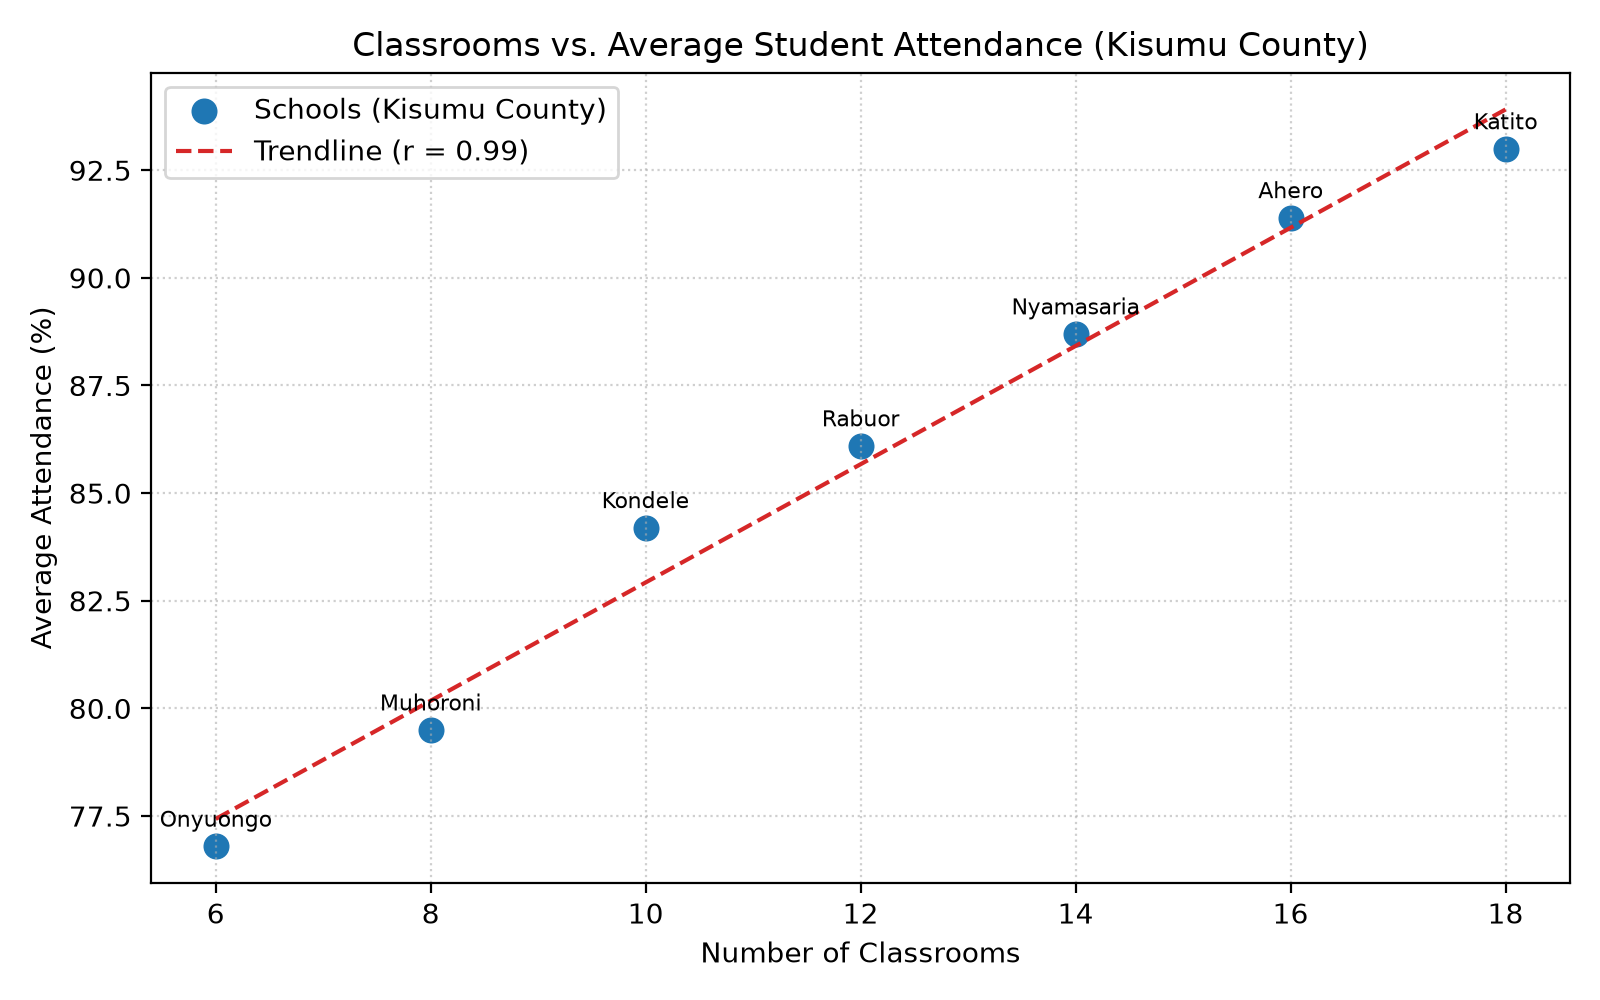 Classrooms vs. Average Student Attendance (Kisumu County)
Schools (Kisumu County)
Trendline (r = 0.99)
Average Attendance (%)
92.5
90.0
87.5
85.0
82.5
80.0
77.5
Katito
Ahero
Nyamasaria
Rabuor
Kondele
Muhoroni
Onyuongo
6 8 10 12 14 16 18
Number of Classrooms